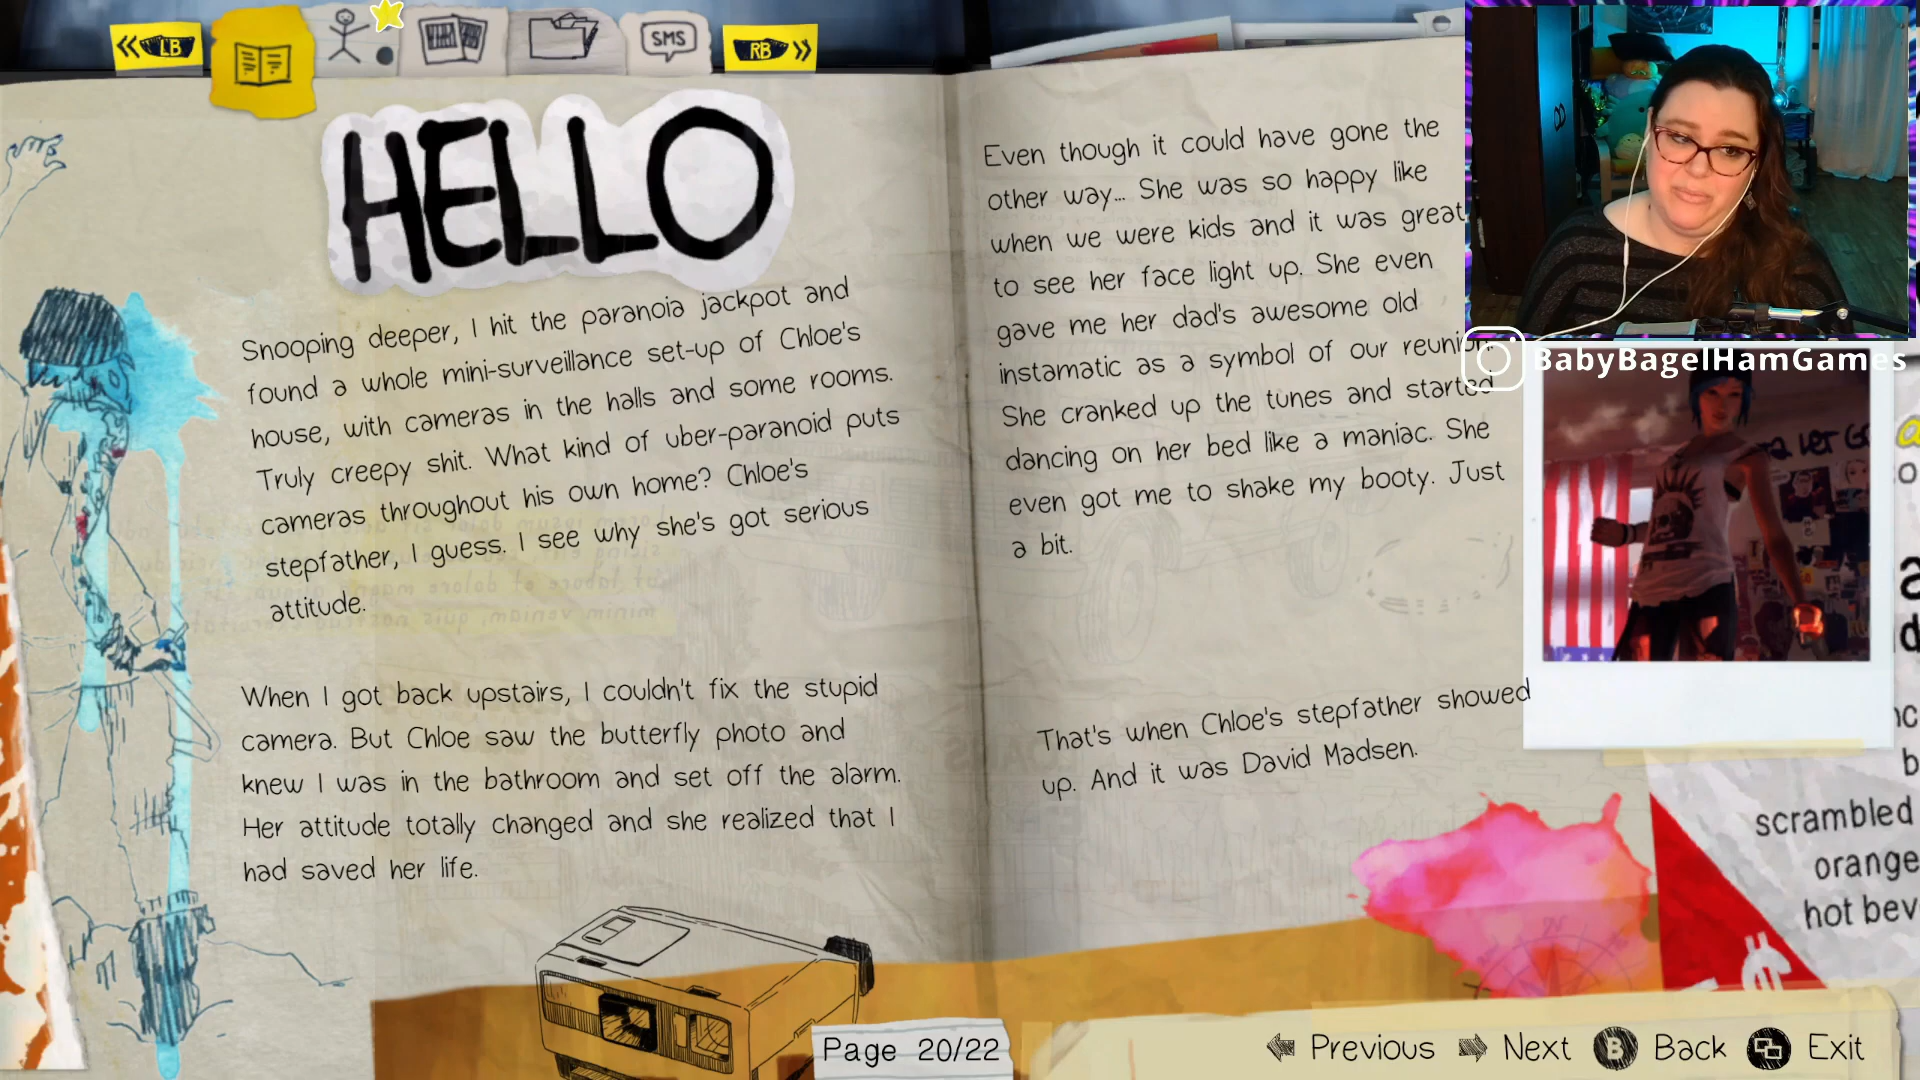 LB
SMS
RB
HELLO
Snooping deeper, I hit the paranoia jackpot and
found a whole mini-surveillance set-up of Chloe's
house, with cameras in the halls and some rooms.
Truly creepy shit. What kind of uber-paranoid puts
cameras throughout his own home? Chloe's
stepfather, I guess. I see why she's got serious
attitude.
When I got back upstairs, I couldn't fix the stupid
camera. But Chloe saw the butterfly photo and
knew I was in the bathroom and set off the alarm.
Her attitude totally changed and she realized that I
had saved her life.
Even though it could have gone the
other way... She was so happy like
when we were kids and it was great
to see her face light up. She even
gave me her dad's awesome old
instamatic as a symbol of our reunion.
She cranked up the tunes and started
dancing on her bed like a maniac. She
even got me to shake my booty. Just
a bit.
That's when Chloe's stepfather showed
up. And it was David Madsen.
BabyBagelHamGames
scrambled
orange
hot bev
Page 20/22
Previous
Next
B Back
Exit